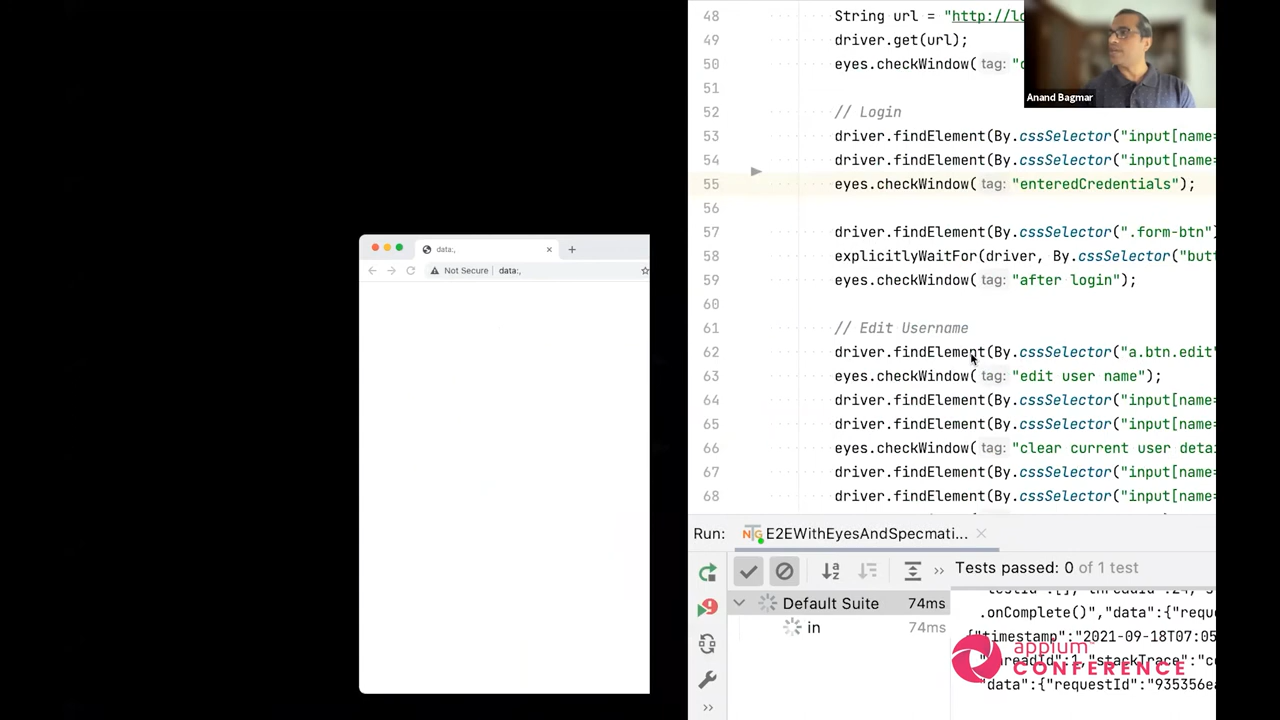 data:,
Not Secure
data:,
48 String url = "http://lo
49 driver.get(url);
50 eyes.checkWindow( tag: "
51
52 // Login
53 driver.findElement(By.cssSelector("input[name=
54 driver.findElement(By.cssSelector("input[name=
55 eyes.checkWindow( tag: "enteredCredentials");
56
57 driver.findElement(By.cssSelector(".form-btn")
58 explicitlyWaitFor(driver, By.cssSelector("butt
59 eyes.checkWindow( tag: "after login");
60
61 // Edit Username
62 driver.findElement(By.cssSelector("a.btn.edit"
63 eyes.checkWindow( tag: "edit user name");
64 driver.findElement(By.cssSelector("input[name=
65 driver.findElement(By.cssSelector("input[name=
66 eyes.checkWindow( tag: "clear current user detai
67 driver.findElement(By.cssSelector("input[name=
68 driver.findElement(By.cssSelector("input[name=
Anand Bagmar
Run: E2EWithEyesAndSpecmati...
Tests passed: 0 of 1 test
Default Suite 74ms
in 74ms
.onComplete()","data":{"reque
{"timestamp":"2021-09-18T07:05
"data":{"requestId":"935356ea
appium
CONFERENCE